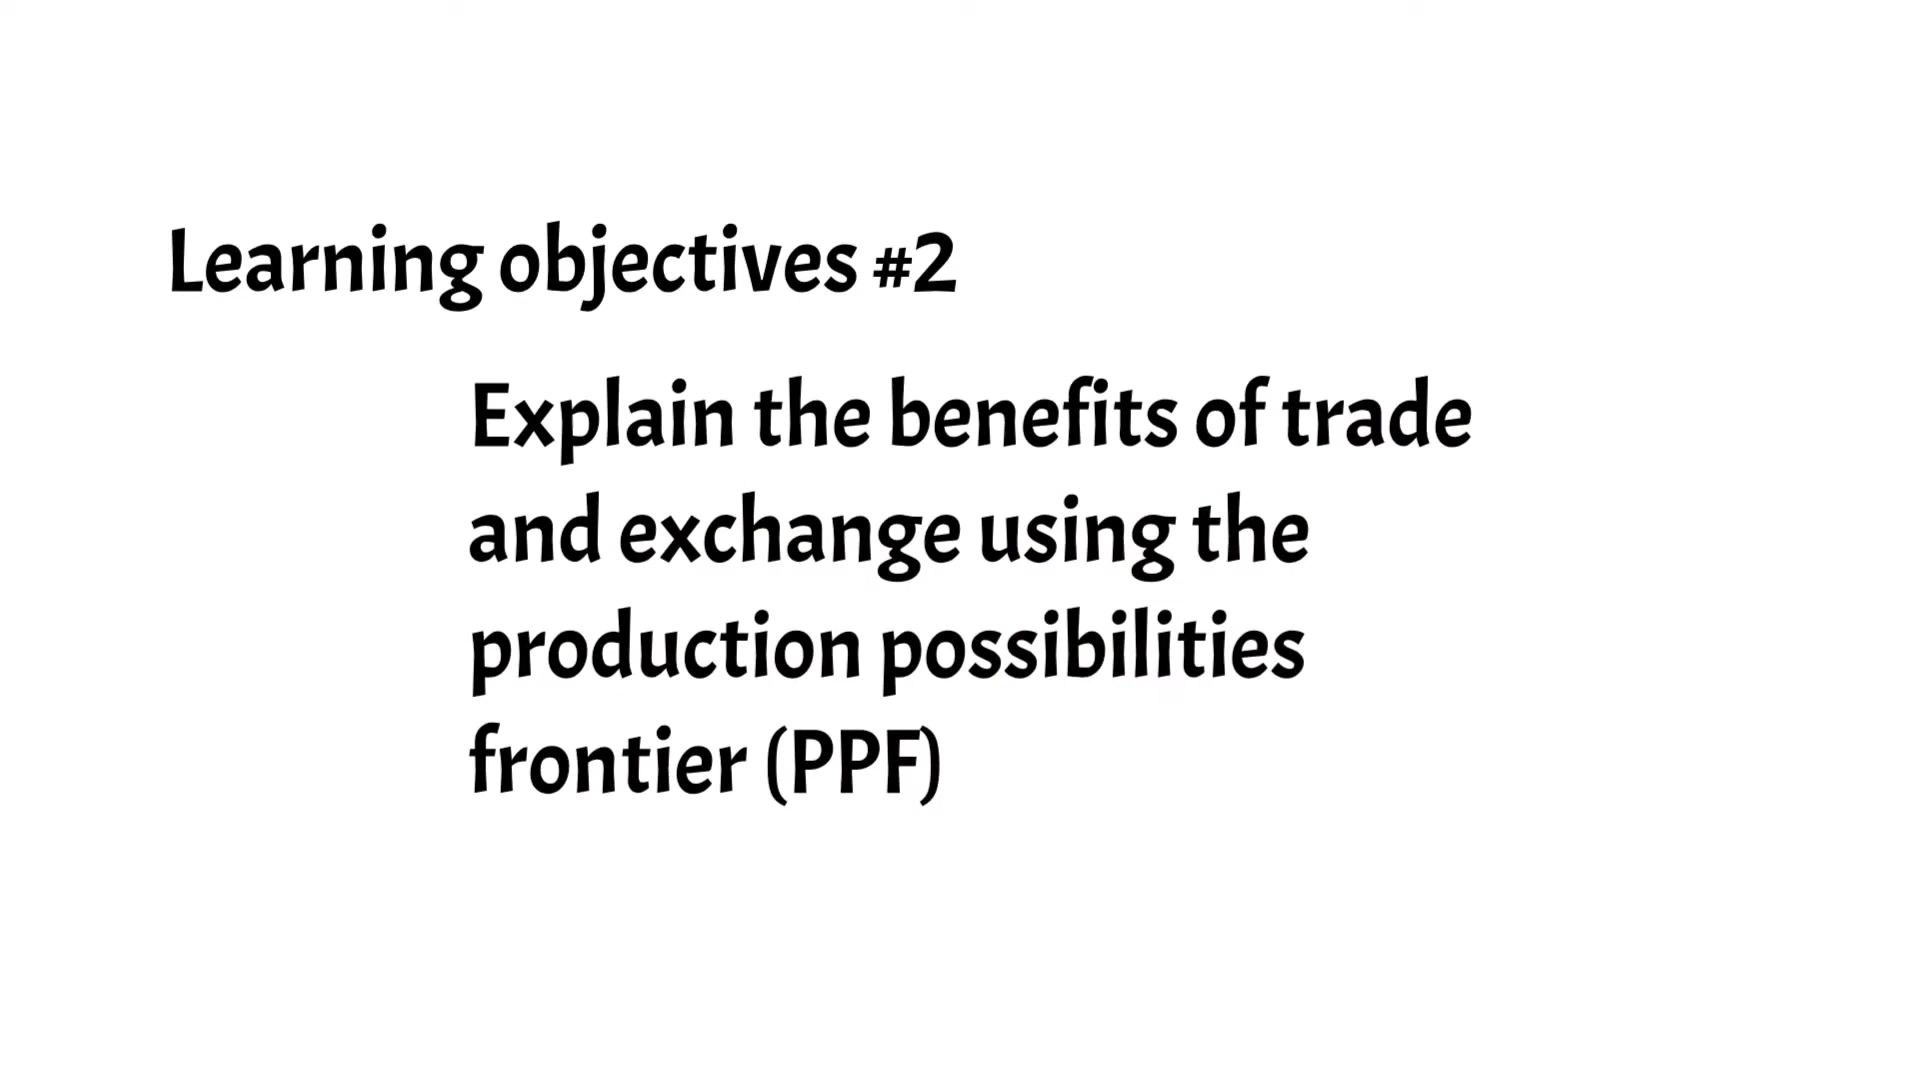 Learning objectives #2
Explain the benefits of trade
and exchange using the
production possibilities
frontier (PPF)